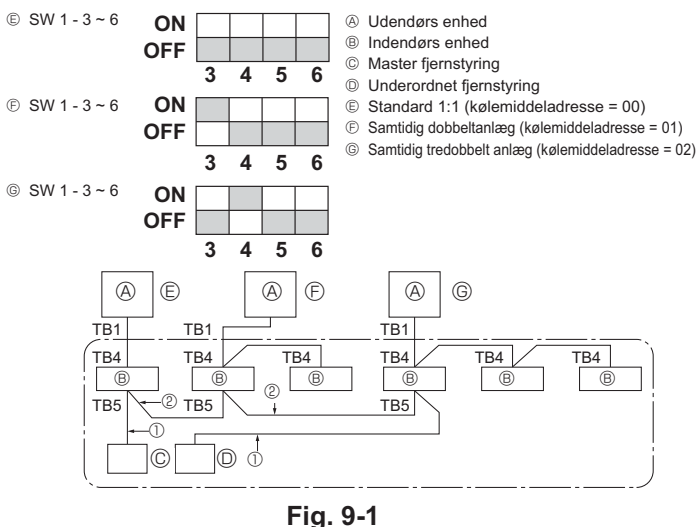 Ⓔ SW 1 - 3 ~ 6 ON
OFF
3 4 5 6
Ⓕ SW 1 - 3 ~ 6 ON
OFF
3 4 5 6
Ⓖ SW 1 - 3 ~ 6 ON
OFF
3 4 5 6
Ⓐ Udendørs enhed
Ⓑ Indendørs enhed
Ⓒ Master fjernstyring
Ⓓ Underordnet fjernstyring
Ⓔ Standard 1:1 (kølemiddeladresse = 00)
Ⓕ Samtidig dobbeltanlæg (kølemiddeladresse = 01)
Ⓖ Samtidig tredobbelt anlæg (kølemiddeladresse = 02)
Ⓐ Ⓔ Ⓐ Ⓕ Ⓐ Ⓖ
TB1 TB1 TB1
TB4 TB4 TB4 TB4 TB4 TB4
Ⓑ Ⓑ Ⓑ Ⓑ Ⓑ Ⓑ
TB5 ② TB5 ② TB5
①
Ⓒ Ⓓ ①
Fig. 9-1